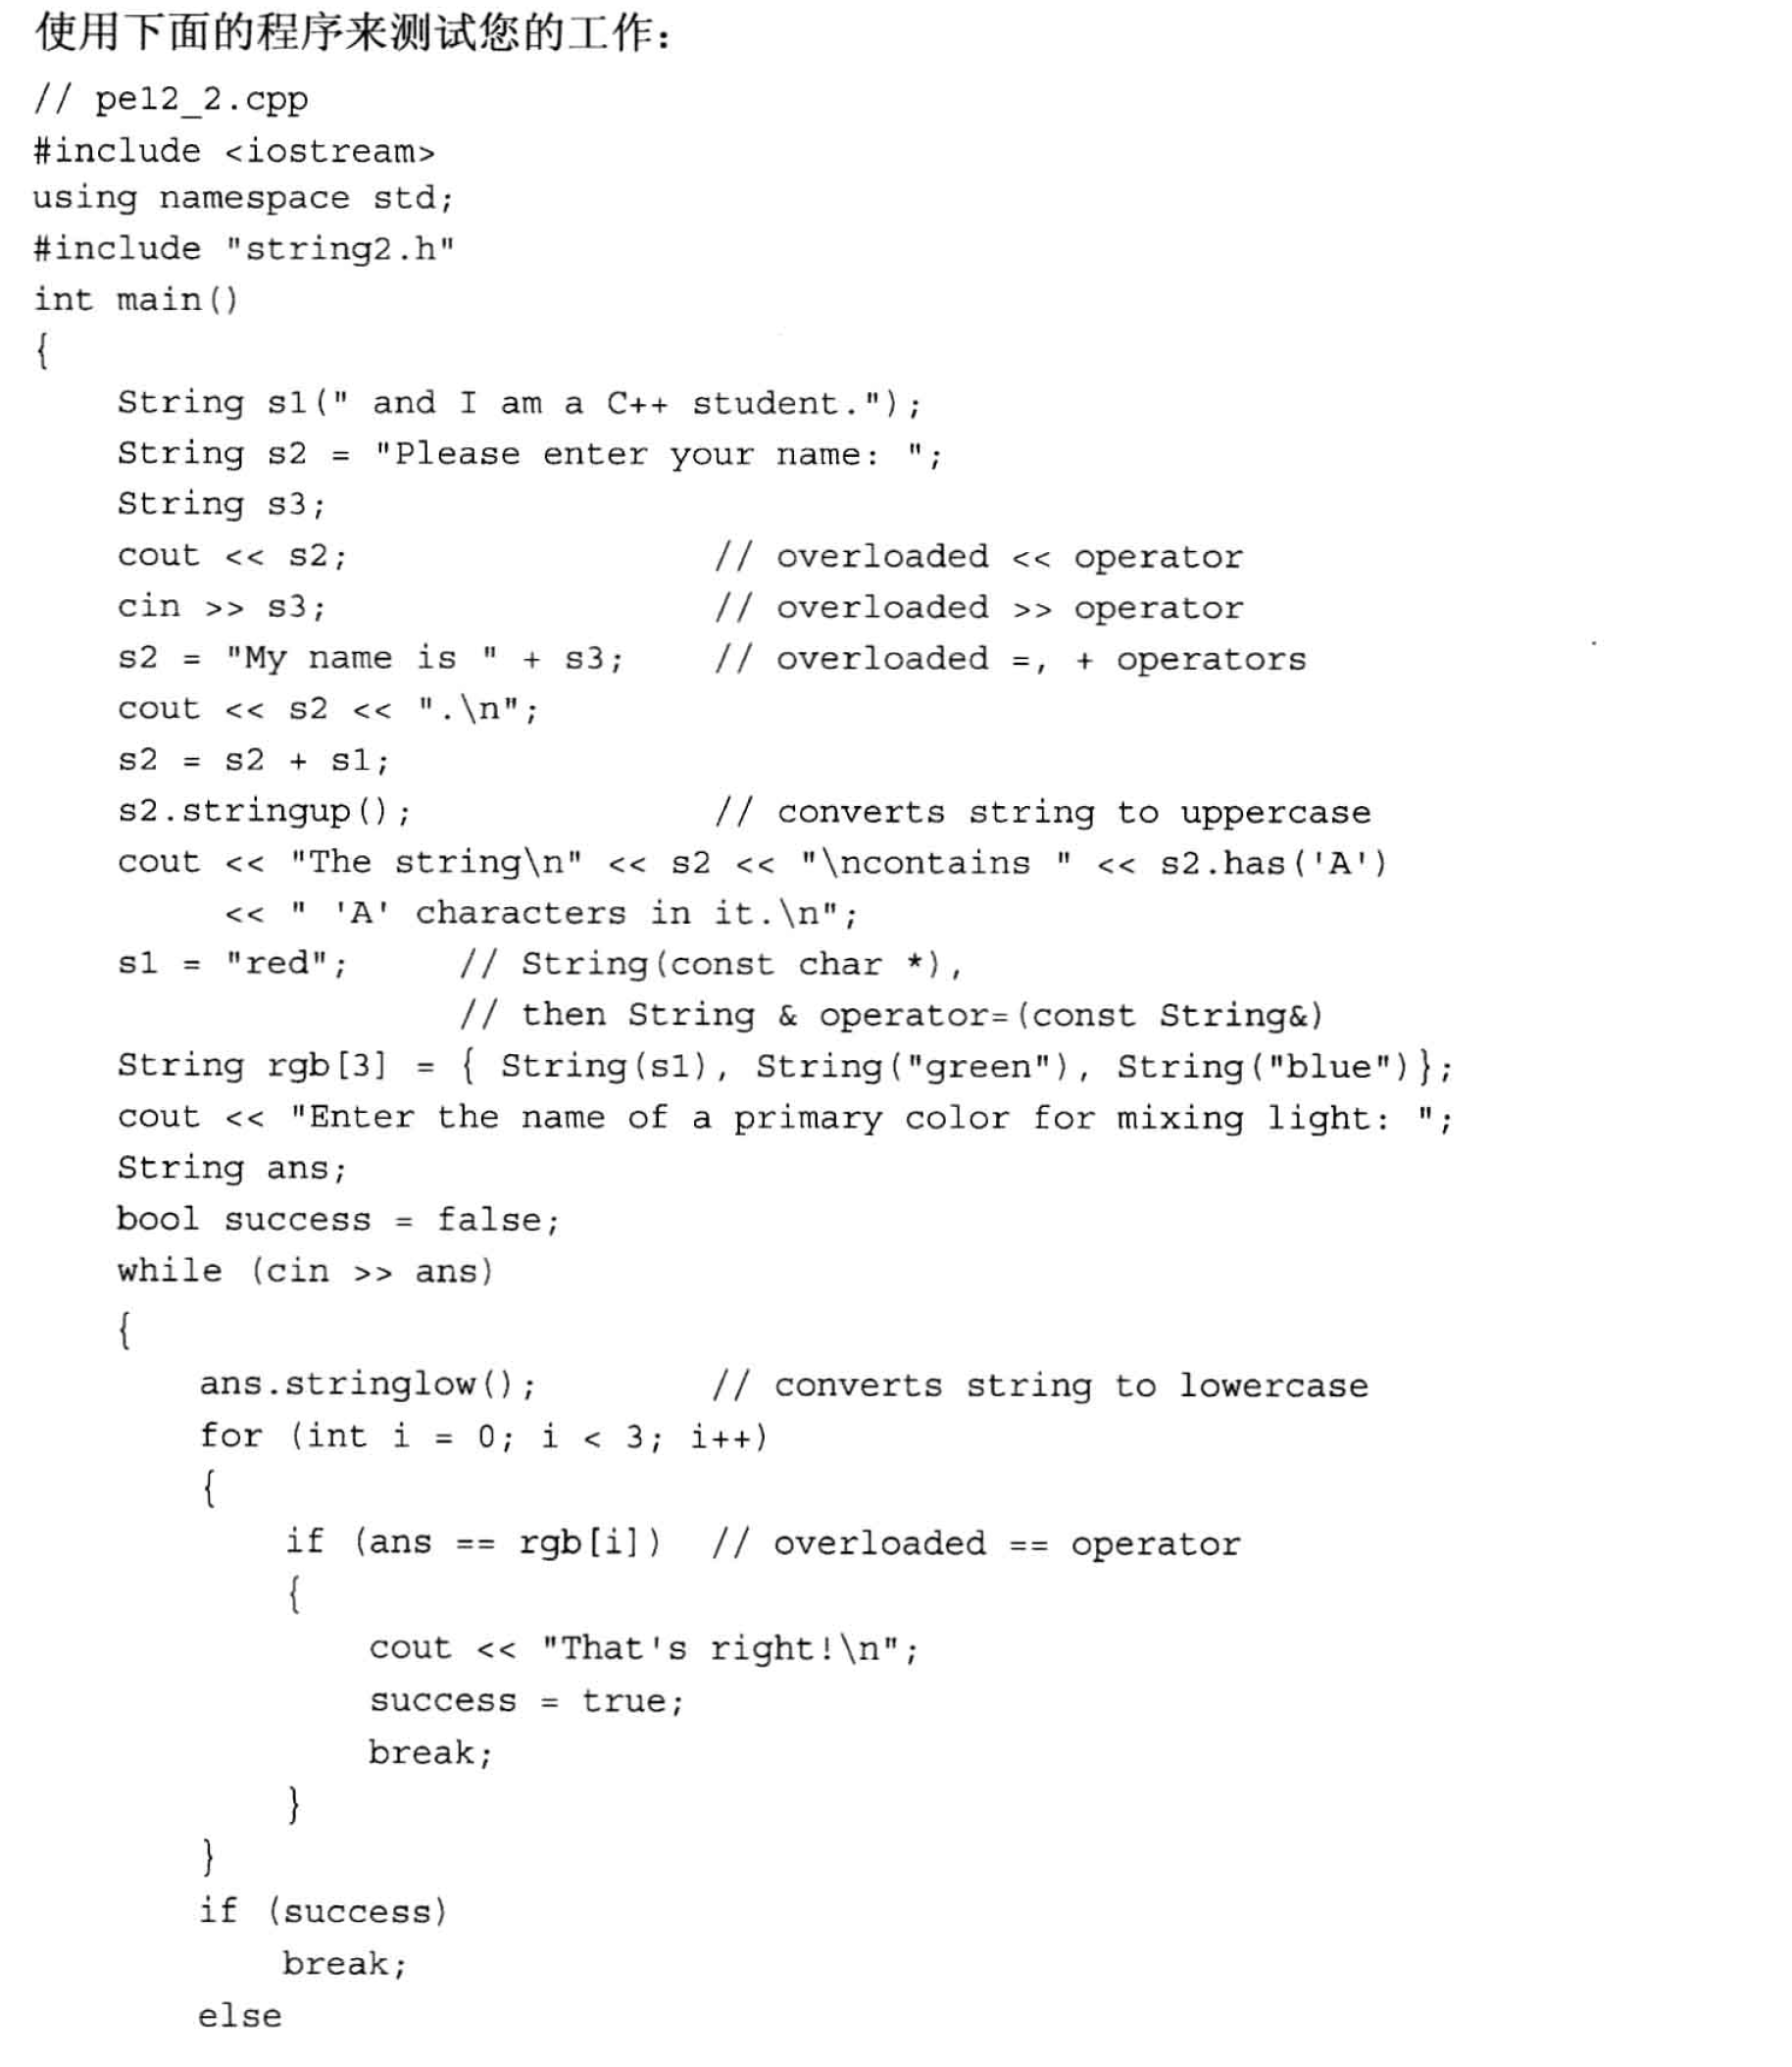 使用下面的程序来测试您的工作：
// pe12_2.cpp
#include <iostream>
using namespace std;
#include "string2.h"
int main()
{
    String s1(" and I am a C++ student.");
    String s2 = "Please enter your name: ";
    String s3;
    cout << s2;                 // overloaded << operator
    cin >> s3;                  // overloaded >> operator
    s2 = "My name is " + s3;    // overloaded =, + operators
    cout << s2 << ".\n";
    s2 = s2 + s1;
    s2.stringup();              // converts string to uppercase
    cout << "The string\n" << s2 << "\ncontains " << s2.has('A')
         << " 'A' characters in it.\n";
    s1 = "red";     // String(const char *),
                    // then String & operator=(const String&)
    String rgb[3] = { String(s1), String("green"), String("blue")};
    cout << "Enter the name of a primary color for mixing light: ";
    String ans;
    bool success = false;
    while (cin >> ans)
    {
        ans.stringlow();        // converts string to lowercase
        for (int i = 0; i < 3; i++)
        {
            if (ans == rgb[i])  // overloaded == operator
            {
                cout << "That's right!\n";
                success = true;
                break;
            }
        }
        if (success)
            break;
        else